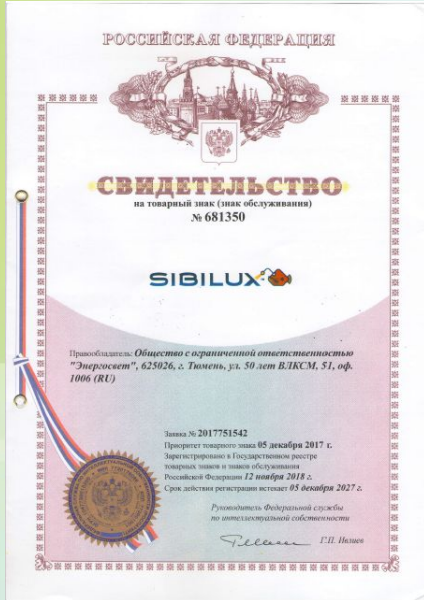 РОССИЙСКАЯ ФЕДЕРАЦИЯ
СВИДЕТЕЛЬСТВО
на товарный знак (знак обслуживания)
№ 681350
SIBILUX
Правообладатель: Общество с ограниченной ответственностью
"Энергосвет", 625026, г. Тюмень, ул. 50 лет ВЛКСМ, 51, оф.
1006 (RU)
Заявка № 2017751542
Приоритет товарного знака 05 декабря 2017 г.
Зарегистрировано в Государственном реестре
товарных знаков и знаков обслуживания
Российской Федерации 12 ноября 2018 г.
Срок действия регистрации истекает 05 декабря 2027 г.
Руководитель Федеральной службы
по интеллектуальной собственности
Г.П. Ивлиев